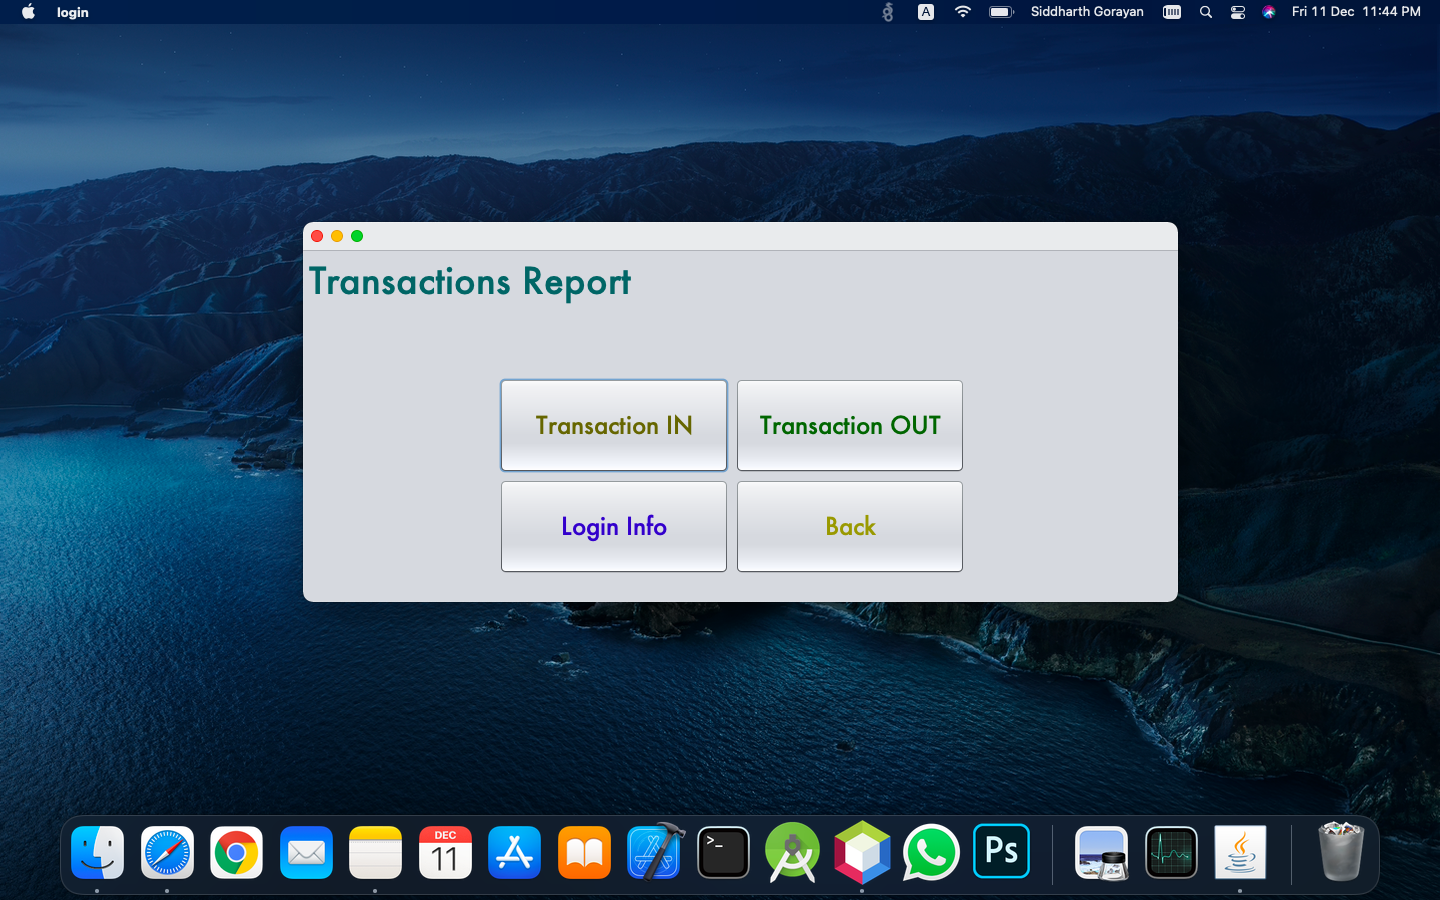 login
A
Siddharth Gorayan
Fri 11 Dec 11:44 PM
Transactions Report
Transaction IN
Transaction OUT
Login Info
Back
DEC
11
>_
Ps